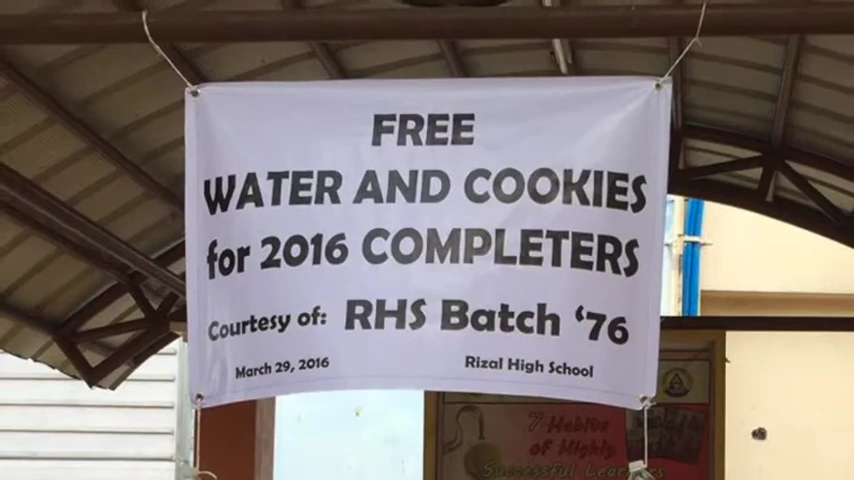 FREE
WATER AND COOKIES
for 2016 COMPLETERS
Courtesy of: RHS Batch '76
March 29, 2016 Rizal High School
7 Habits
of Highly
Successful Learners